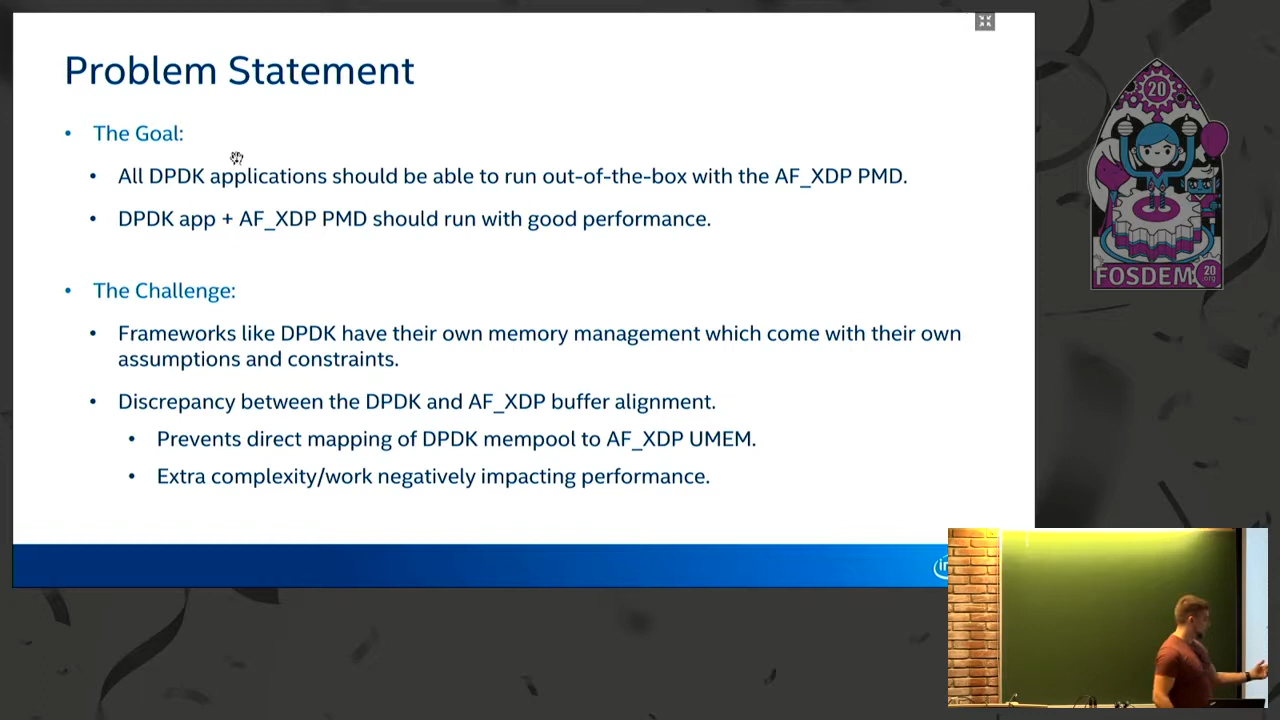 Problem Statement
• The Goal:
• All DPDK applications should be able to run out-of-the-box with the AF_XDP PMD.
• DPDK app + AF_XDP PMD should run with good performance.
• The Challenge:
• Frameworks like DPDK have their own memory management which come with their own
assumptions and constraints.
• Discrepancy between the DPDK and AF_XDP buffer alignment.
• Prevents direct mapping of DPDK mempool to AF_XDP UMEM.
• Extra complexity/work negatively impacting performance.
20
FOSDEM
20
.org